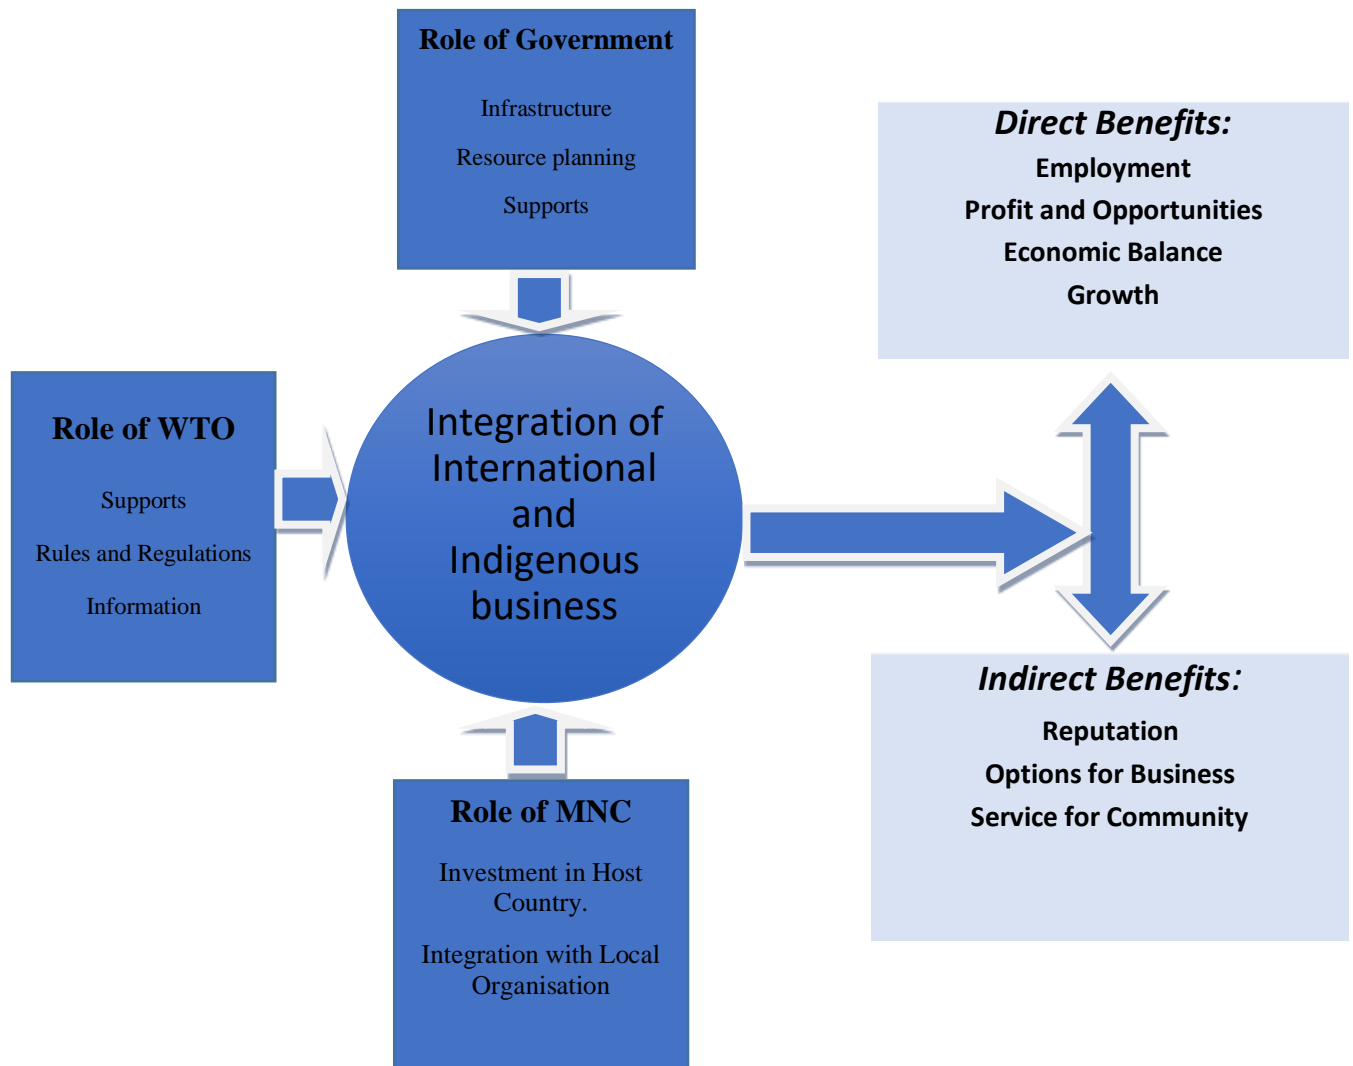 Role of Government
Infrastructure
Resource planning
Supports
Direct Benefits:
Employment
Profit and Opportunities
Economic Balance
Growth
Role of WTO
Supports
Rules and Regulations
Information
Integration of
International
and
Indigenous
business
Indirect Benefits:
Reputation
Options for Business
Service for Community
Role of MNC
Investment in Host
Country.
Integration with Local
Organisation